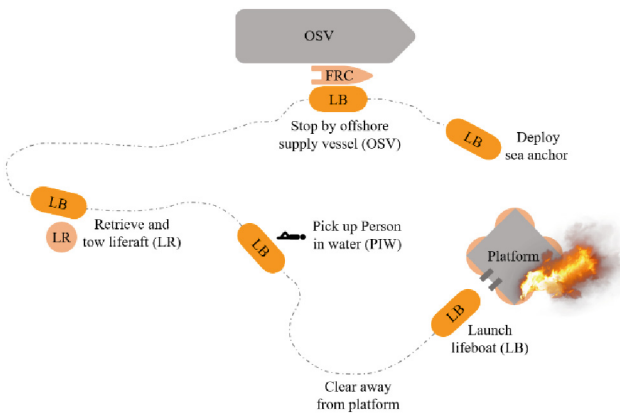 OSV
FRC
LB
Stop by offshore
supply vessel (OSV)
LB
Deploy
sea anchor
LB
LR
Retrieve and
tow liferaft (LR)
LB
Pick up Person
in water (PIW)
Platform
LB
Launch
lifeboat (LB)
Clear away
from platform